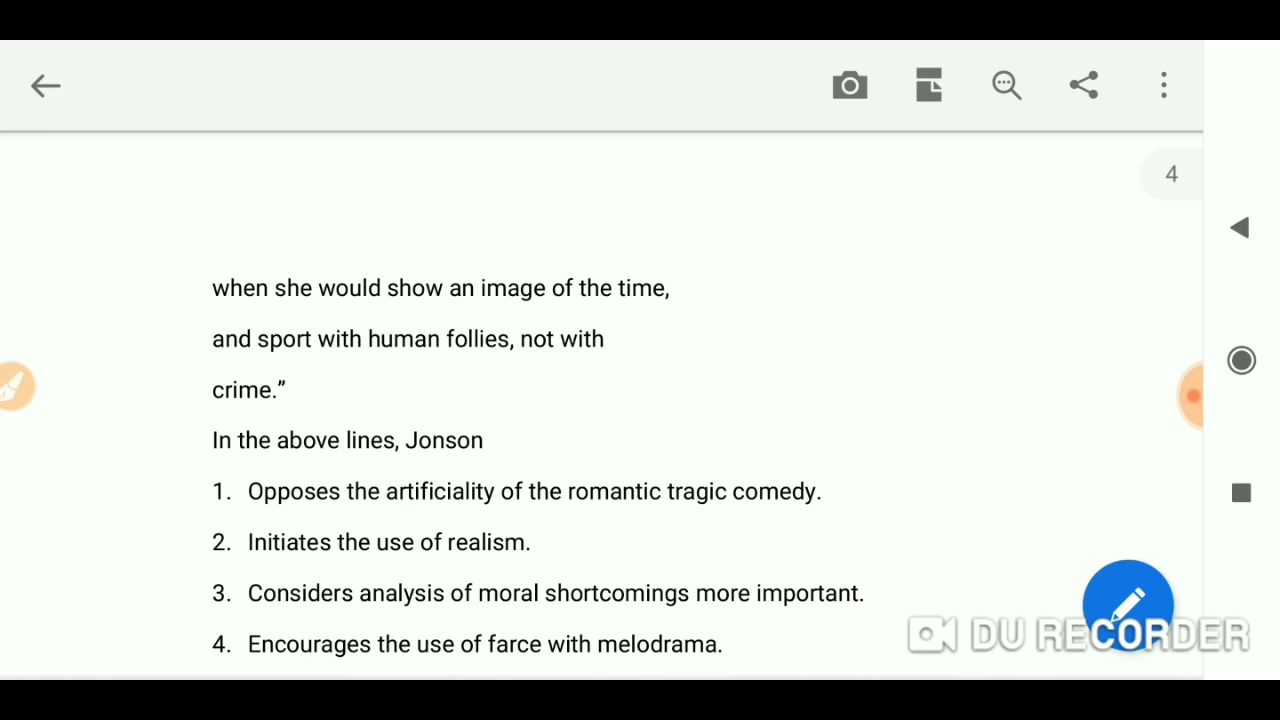 4
when she would show an image of the time,
and sport with human follies, not with
crime.”
In the above lines, Jonson
1. Opposes the artificiality of the romantic tragic comedy.
2. Initiates the use of realism.
3. Considers analysis of moral shortcomings more important.
4. Encourages the use of farce with melodrama.
DU RECORDER